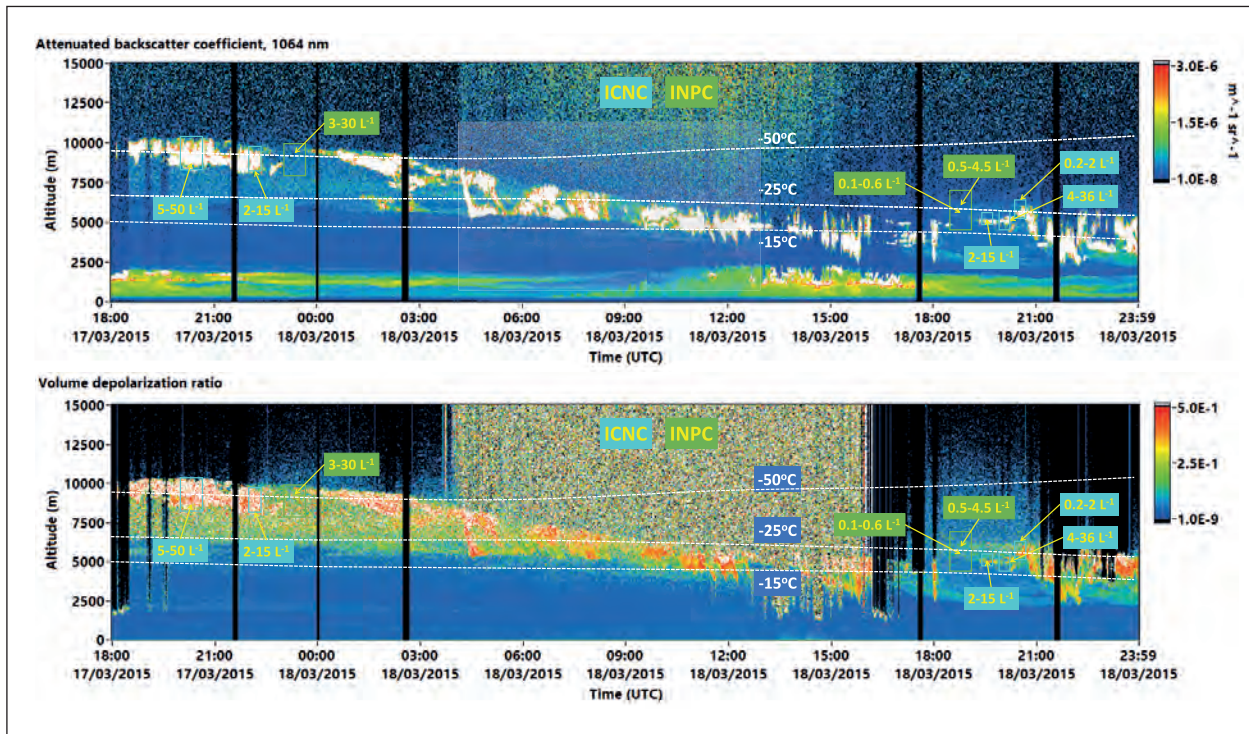 Attenuated backscatter coefficient, 1064 nm
15000
12500
10000
7500
5000
2500
0
Altitude (m)
ICNC INPC
3-30 L-1
5-50 L-1
2-15 L-1
-50°C
-25°C
-15°C
0.5-4.5 L-1
0.1-0.6 L-1
0.2-2 L-1
4-36 L-1
2-15 L-1
3.0E-6
1.5E-6
1.0E-8
m^-1 sr^-1
18:00 21:00 00:00 03:00 06:00 09:00 12:00 15:00 18:00 21:00 23:59
17/03/2015 17/03/2015 18/03/2015 18/03/2015 18/03/2015 18/03/2015 18/03/2015 18/03/2015 18/03/2015 18/03/2015 18/03/2015
Time (UTC)
Volume depolarization ratio
15000
12500
10000
7500
5000
2500
0
Altitude (m)
ICNC INPC
3-30 L-1
5-50 L-1
2-15 L-1
-50°C
-25°C
-15°C
0.5-4.5 L-1
0.1-0.6 L-1
0.2-2 L-1
4-36 L-1
2-15 L-1
5.0E-1
2.5E-1
1.0E-9
18:00 21:00 00:00 03:00 06:00 09:00 12:00 15:00 18:00 21:00 23:59
17/03/2015 17/03/2015 18/03/2015 18/03/2015 18/03/2015 18/03/2015 18/03/2015 18/03/2015 18/03/2015 18/03/2015 18/03/2015
Time (UTC)